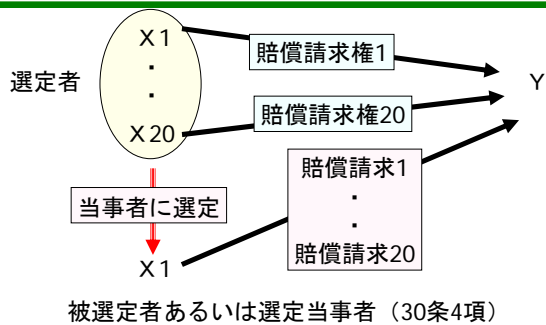 X1
賠償請求権1
・
選定者
・
Y
X20
賠償請求権20
賠償請求1
・
・
賠償請求20
当事者に選定
X1
被選定者あるいは選定当事者（30条4項）